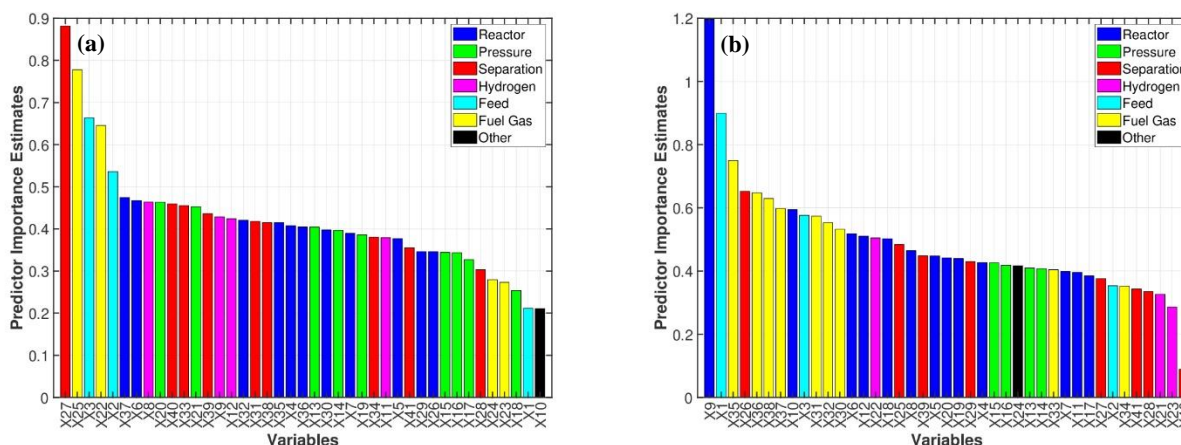 (a)
Predictor Importance Estimates
0.9
0.8
0.7
0.6
0.5
0.4
0.3
0.2
0.1
0
Reactor
Pressure
Separation
Hydrogen
Feed
Fuel Gas
Other
X27 X25 X3 X22 X2 X37 X6 X8 X20 X40 X33 X21 X39 X9 X12 X32 X31 X38 X35 X4 X36 X13 X30 X14 X7 X19 X34 X11 X5 X41 X29 X26 X15 X16 X17 X28 X24 X23 X18 X1 X10
Variables
(b)
Predictor Importance Estimates
1.2
1
0.8
0.6
0.4
0.2
0
Reactor
Pressure
Separation
Hydrogen
Feed
Fuel Gas
Other
X9 X1 X35 X26 X36 X38 X37 X10 X3 X31 X32 X30 X6 X12 X22 X18 X25 X8 X39 X5 X20 X19 X29 X4 X15 X16 X24 X13 X14 X33 X7 X11 X17 X27 X2 X34 X41 X28 X21 X23
Variables